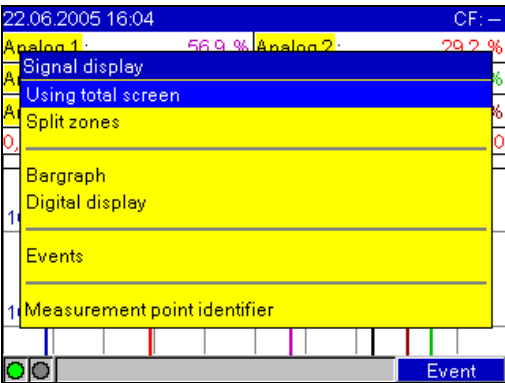 22.06.2005 16:04 CF: –
Analog 1: 56.9 % Analog 2: 29.2 %
Signal display
Using total screen
Split zones
Bargraph
Digital display
Events
Measurement point identifier
Event